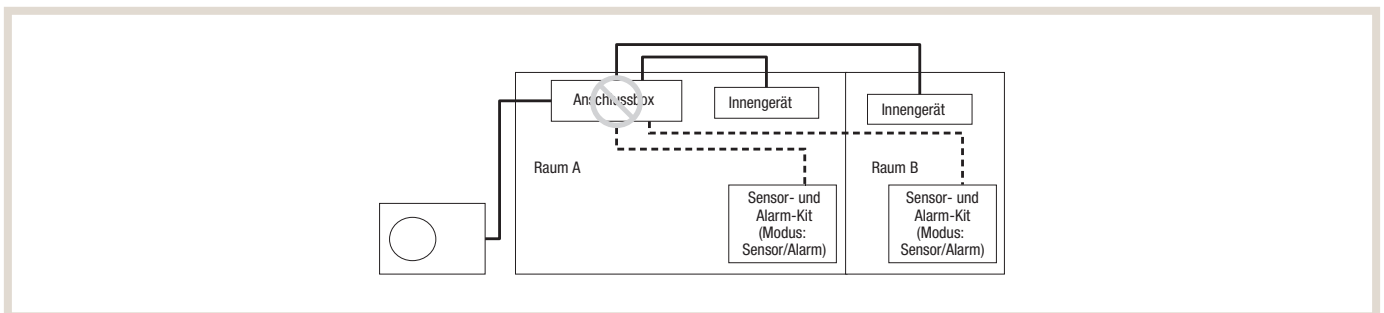 Anschlussbox
Innengerät
Innengerät
Raum A
Raum B
Sensor- und
Alarm-Kit
(Modus:
Sensor/Alarm)
Sensor- und
Alarm-Kit
(Modus:
Sensor/Alarm)